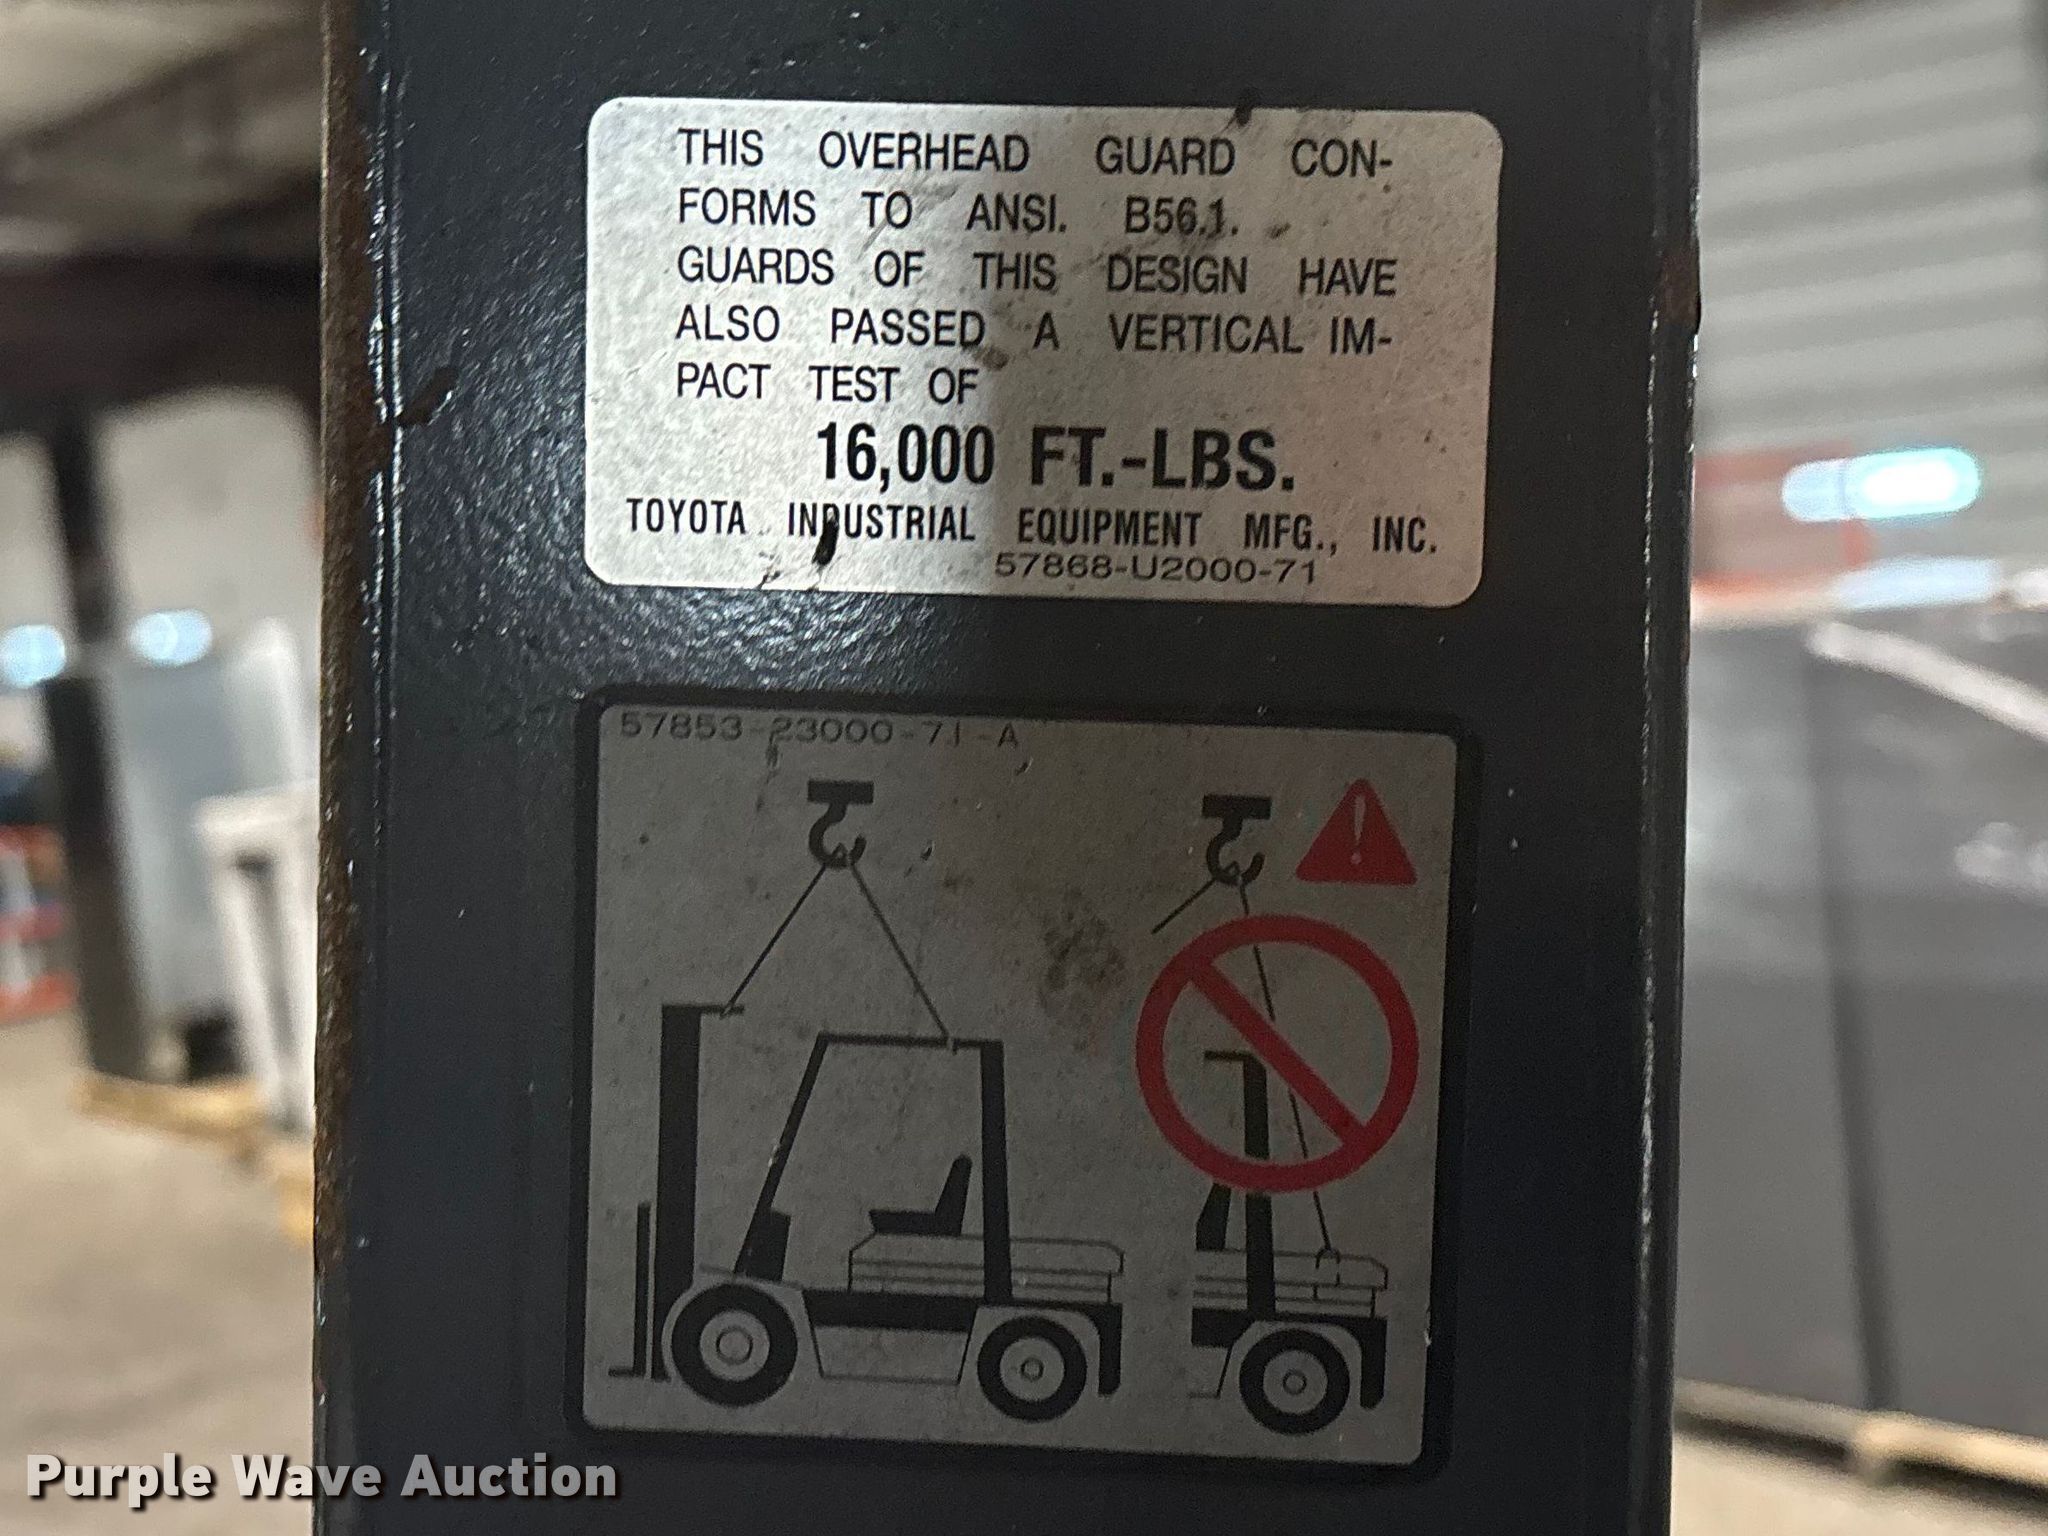 THIS OVERHEAD GUARD CON-
FORMS TO ANSI. B56.1.
GUARDS OF THIS DESIGN HAVE
ALSO PASSED A VERTICAL IM-
PACT TEST OF
16,000 FT.-LBS.
TOYOTA INDUSTRIAL EQUIPMENT MFG., INC.
57868-U2000-71
57853-23000-71-A
Purple Wave Auction